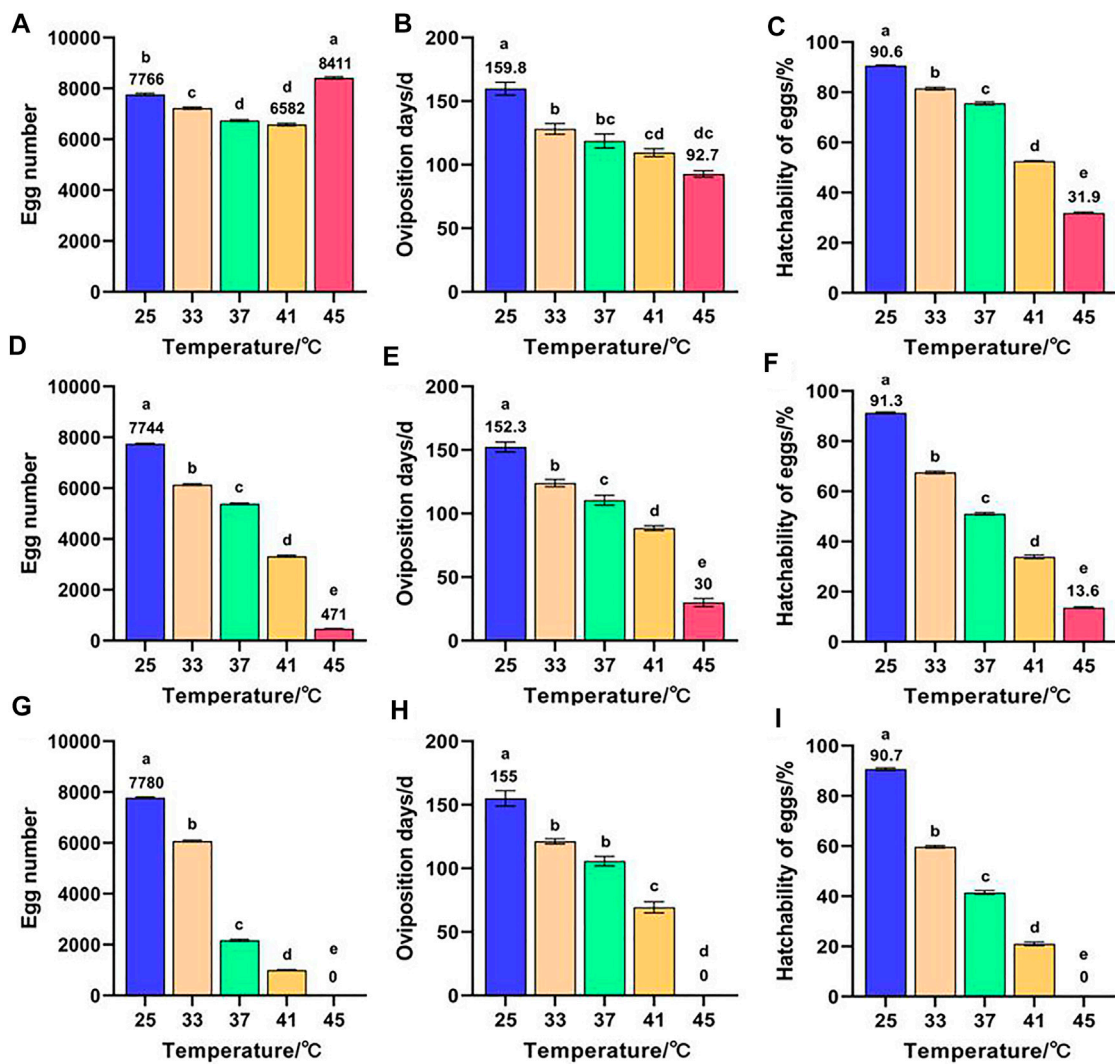 A
Egg number
10000
8000
6000
4000
2000
0
b
7766
c
d
d
6582
a
8411
25 33 37 41 45
Temperature/℃
B
Oviposition days/d
200
150
100
50
0
a
159.8
b
bc
cd
dc
92.7
25 33 37 41 45
Temperature/℃
C
Hatchability of eggs/%
100
80
60
40
20
0
a
90.6
b
c
d
e
31.9
25 33 37 41 45
Temperature/℃
D
Egg number
10000
8000
6000
4000
2000
0
a
7744
b
c
d
e
471
25 33 37 41 45
Temperature/℃
E
Oviposition days/d
200
150
100
50
0
a
152.3
b
c
d
e
30
25 33 37 41 45
Temperature/℃
F
Hatchability of eggs/%
100
80
60
40
20
0
a
91.3
b
c
d
e
13.6
25 33 37 41 45
Temperature/℃
G
Egg number
10000
8000
6000
4000
2000
0
a
7780
b
c
d
e
0
25 33 37 41 45
Temperature/℃
H
Oviposition days/d
200
150
100
50
0
a
155
b
b
c
d
0
25 33 37 41 45
Temperature/℃
I
Hatchability of eggs/%
100
80
60
40
20
0
a
90.7
b
c
d
e
0
25 33 37 41 45
Temperature/℃